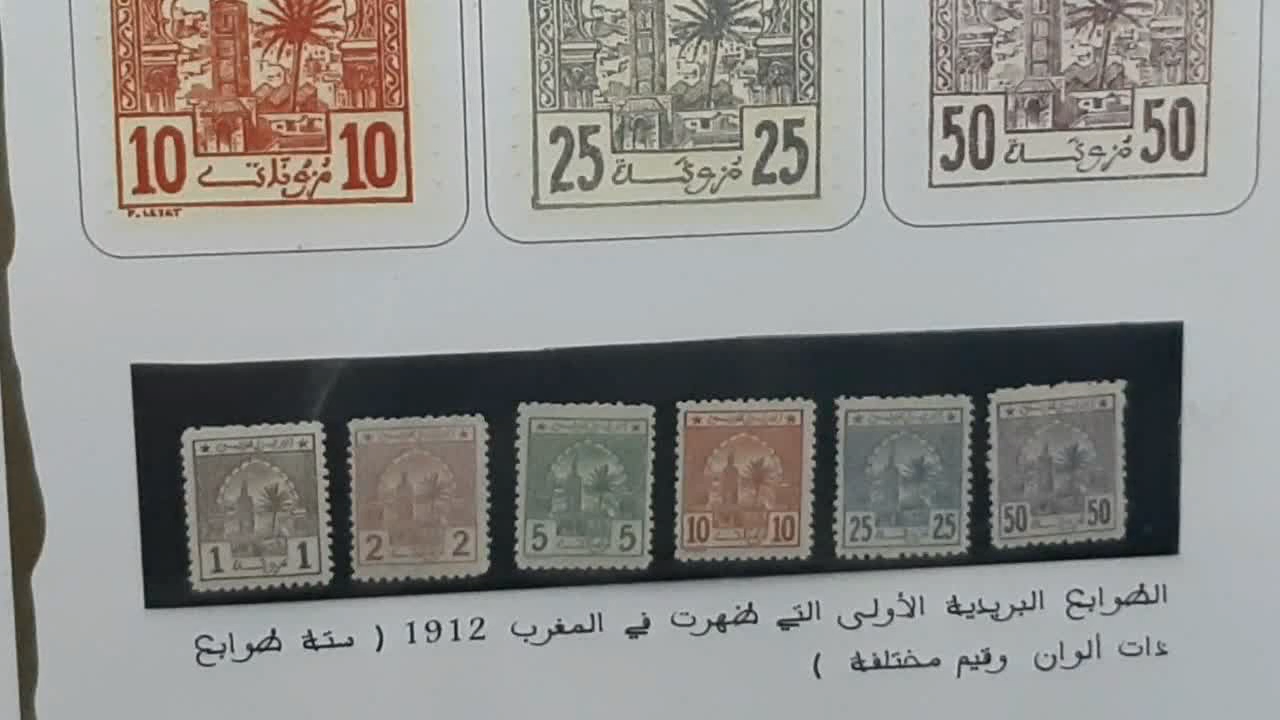 10 مزونات 10
25 مزونة 25
50 مزونة 50
1 مزونة 1
2 2
5 5
10 10
25 25
50 50
الطوابع البريدية الأولى التي ظهرت في المغرب 1912 ( ستة طوابع
ذات ألوان وقيم مختلفة )